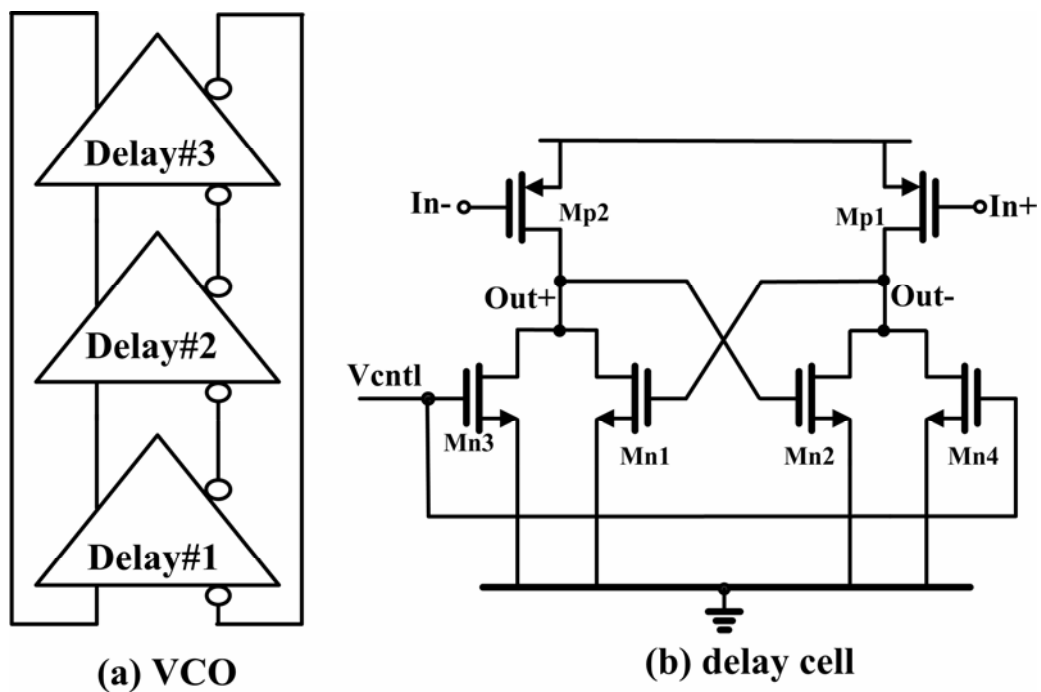 Delay#3
Delay#2
Delay#1
(a) VCO
In-
Mp2
Mp1
In+
Out+
Out-
Vcntl
Mn3
Mn1
Mn2
Mn4
(b) delay cell